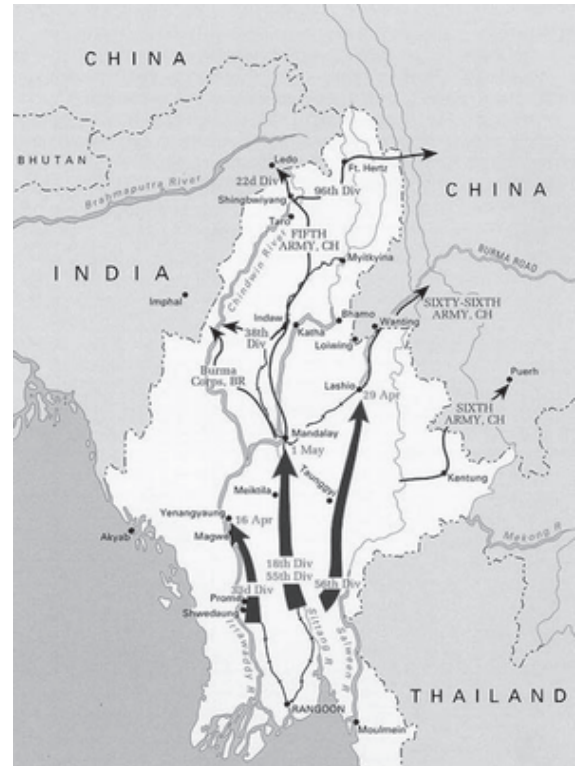 CHINA
BHUTAN
Brahmaputra River
Ledo
22d Div
Ft. Hertz
96th Div
Shingbwiyang
Taro
CHINA
FIFTH
ARMY, CH
Chindwin River
Myitkyina
BURMA ROAD
INDIA
Imphal
Indaw
Katha
Bhamo
38th
Div
Loiwing
Wanting
SIXTY-SIXTH
ARMY, CH
Burma
Corps, BR
Puerh
Lashio
29 Apr
SIXTH
ARMY, CH
Mandalay
1 May
Kentung
Meiktila
Taunggyi
Yenangyaung
16 Apr
Magwe
Akyab
Mekong R
18th Div
55th Div
56th Div
33d Div
Prome
Shwedaung
Irrawaddy R
Sittang R
Salween R
RANGOON
Moulmein
THAILAND